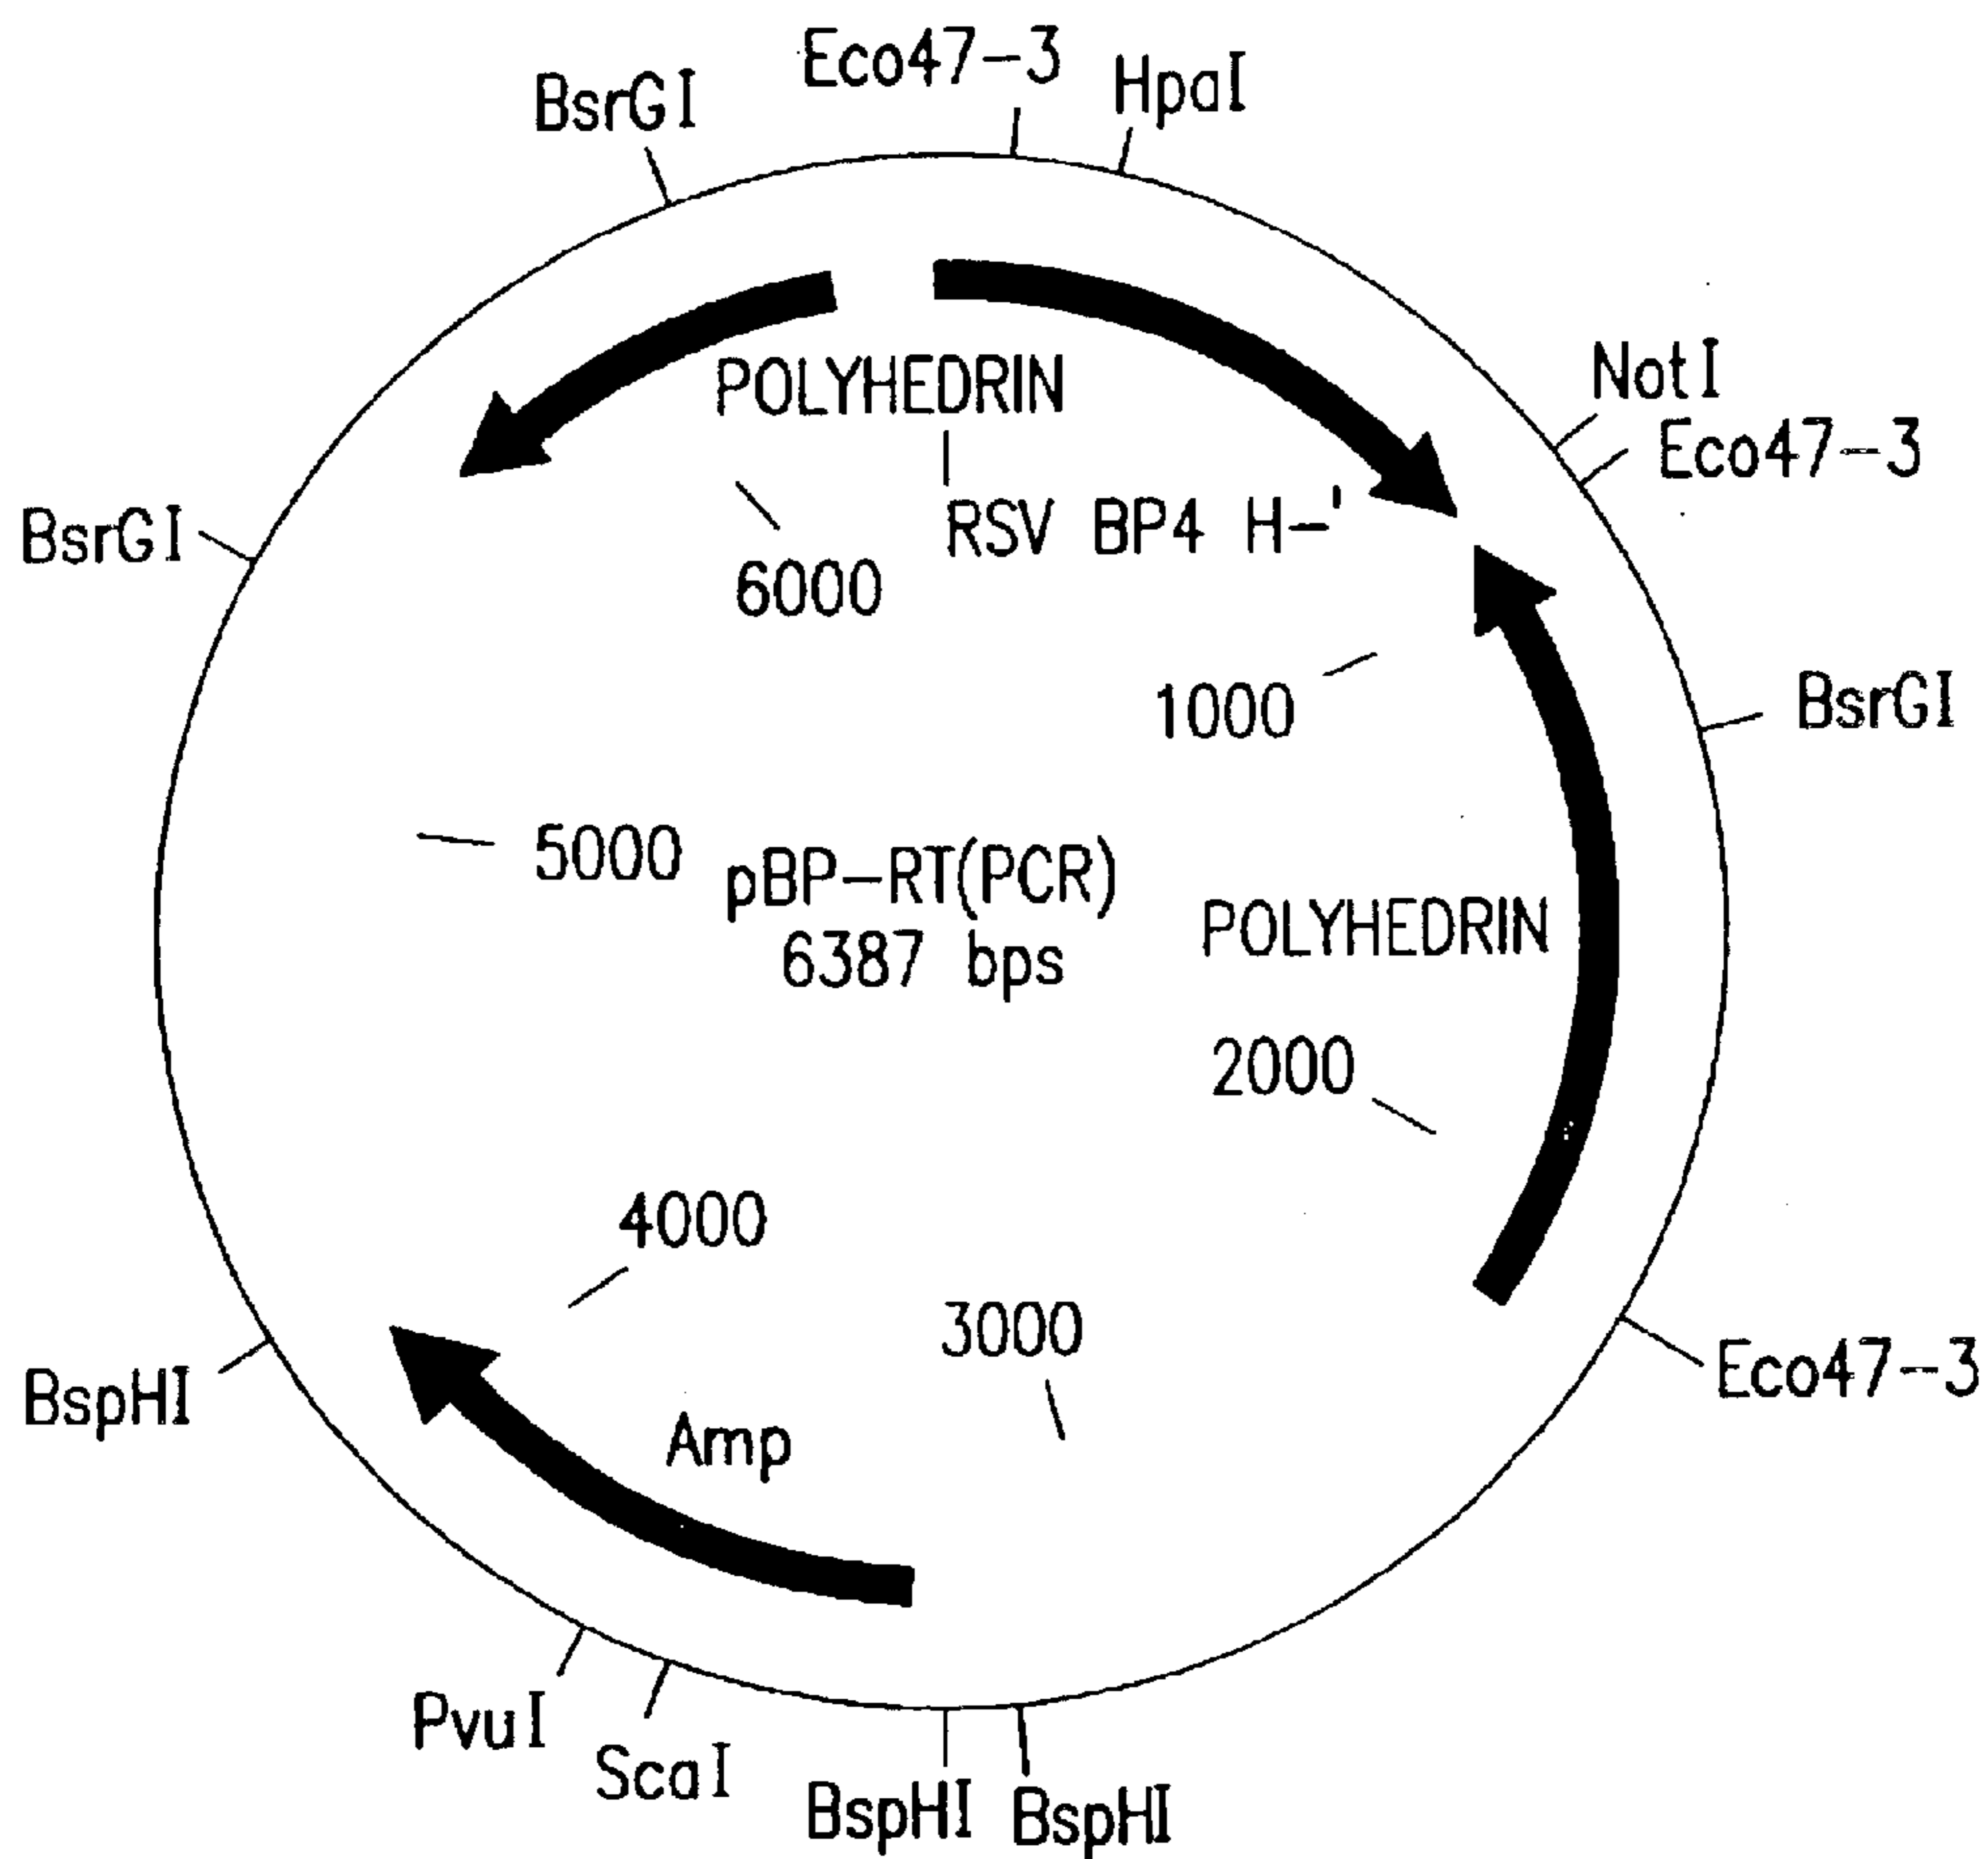 Eco47-3
HpaI
BsrGI
NotI
Eco47-3
POLYHEDRIN
RSV BP4 H-'
BsrGI
6000
1000
BsrGI
5000
pBP-RT(PCR)
6387 bps
POLYHEDRIN
2000
4000
3000
Eco47-3
BspHI
Amp
PvuI
ScaI
BspHI
BspHI